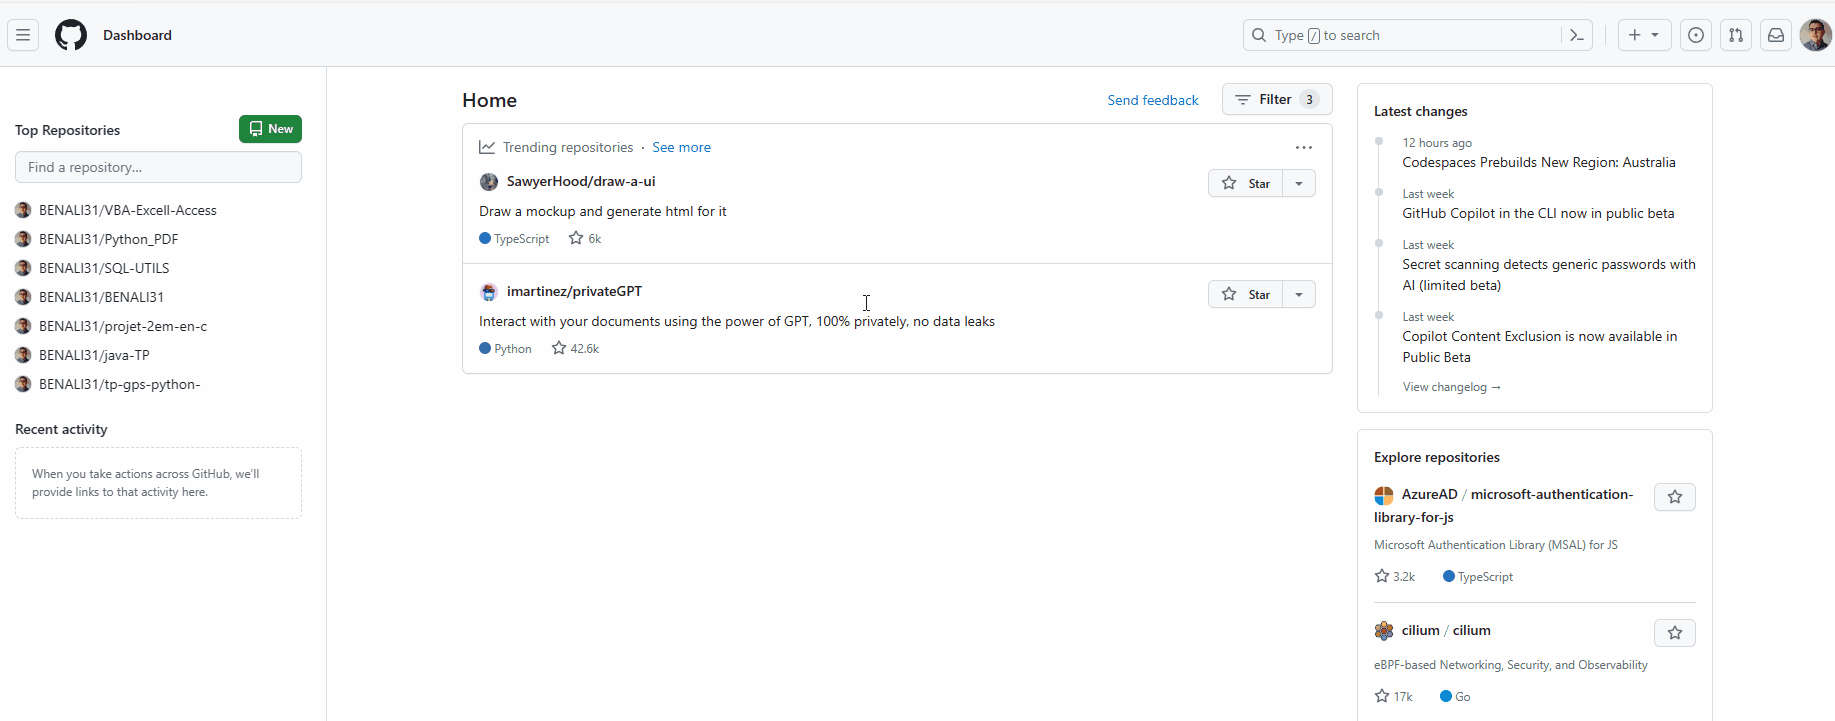 Dashboard
Type / to search
Top Repositories
New
Find a repository...
BENALI31/VBA-Excell-Access
BENALI31/Python_PDF
BENALI31/SQL-UTILS
BENALI31/BENALI31
BENALI31/projet-2em-en-c
BENALI31/java-TP
BENALI31/tp-gps-python-
Recent activity
When you take actions across GitHub, we'll
provide links to that activity here.
Home
Send feedback
Filter 3
Trending repositories · See more
SawyerHood/draw-a-ui
Star
Draw a mockup and generate html for it
TypeScript 6k
imartinez/privateGPT
Star
Interact with your documents using the power of GPT, 100% privately, no data leaks
Python 42.6k
Latest changes
12 hours ago
Codespaces Prebuilds New Region: Australia
Last week
GitHub Copilot in the CLI now in public beta
Last week
Secret scanning detects generic passwords with
AI (limited beta)
Last week
Copilot Content Exclusion is now available in
Public Beta
View changelog →
Explore repositories
AzureAD / microsoft-authentication-
library-for-js
Microsoft Authentication Library (MSAL) for JS
3.2k TypeScript
cilium / cilium
eBPF-based Networking, Security, and Observability
17k Go